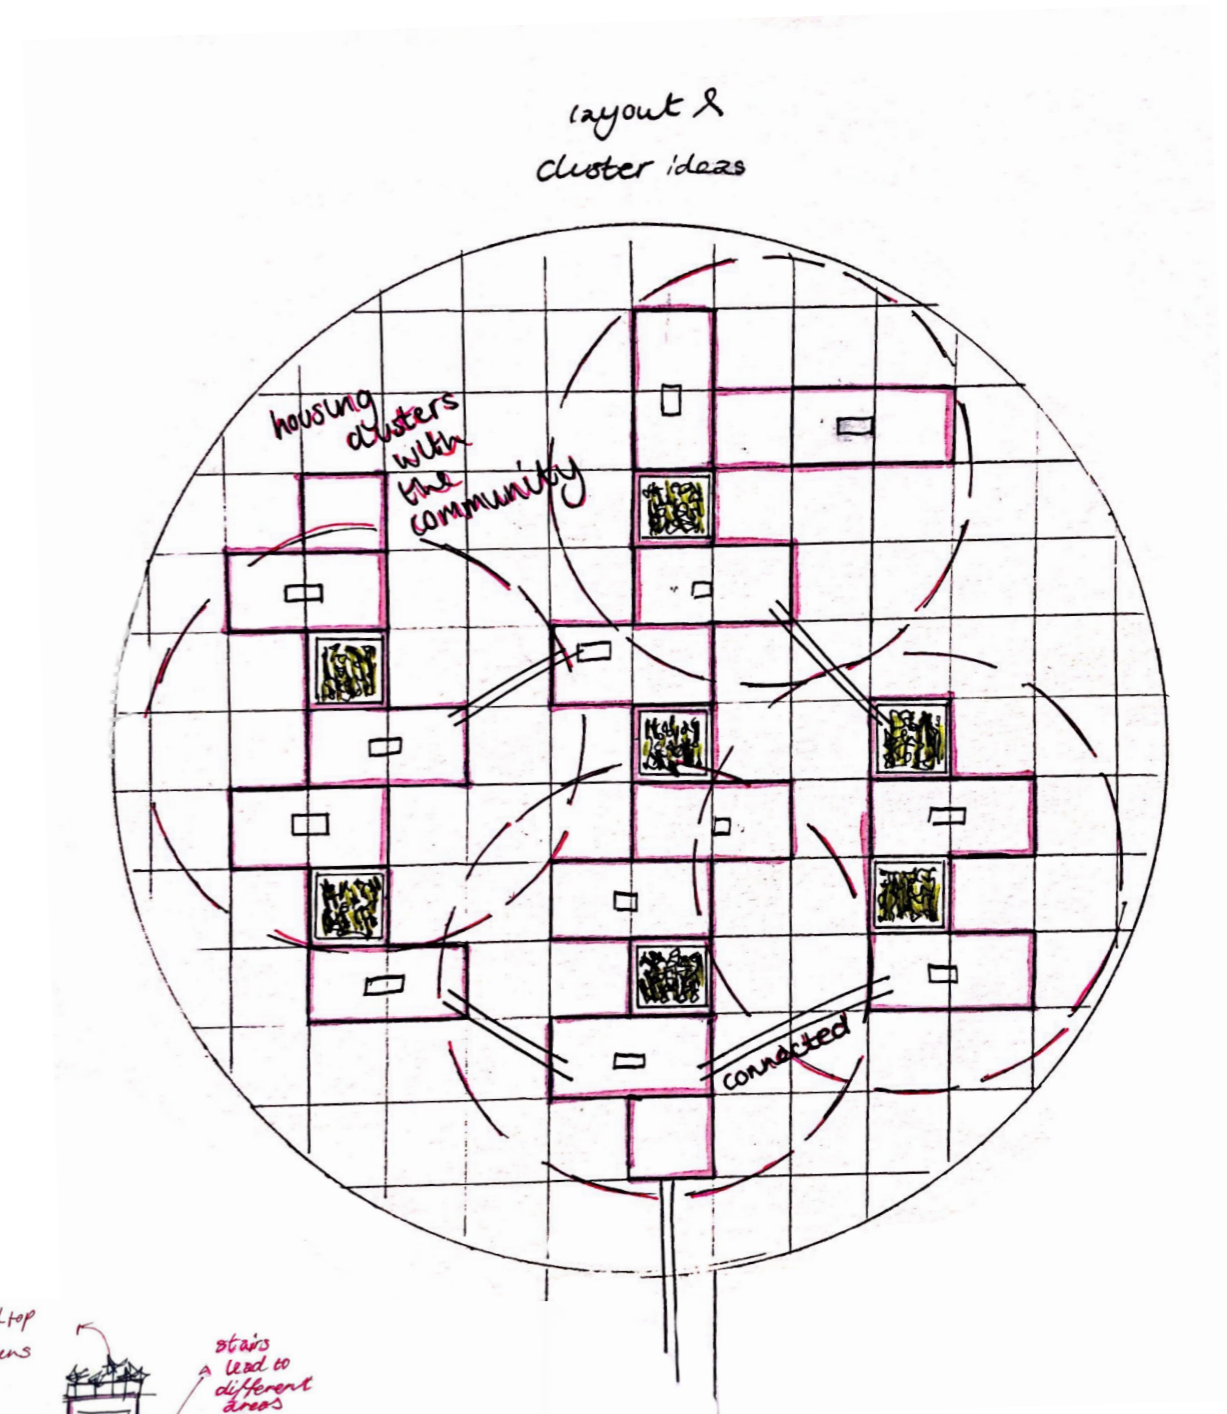 layout &
cluster ideas
housing
clusters
with
the
community
connected
stairs
lead to
different
areas